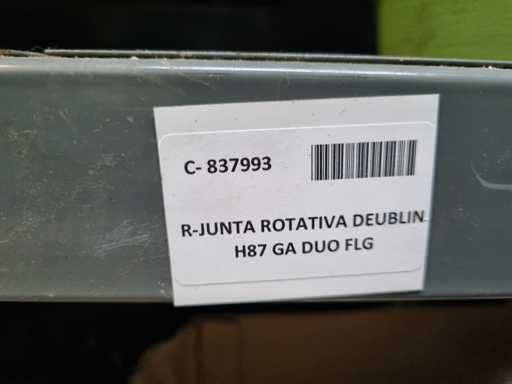 C- 837993
R-JUNTA ROTATIVA DEUBLIN
H87 GA DUO FLG